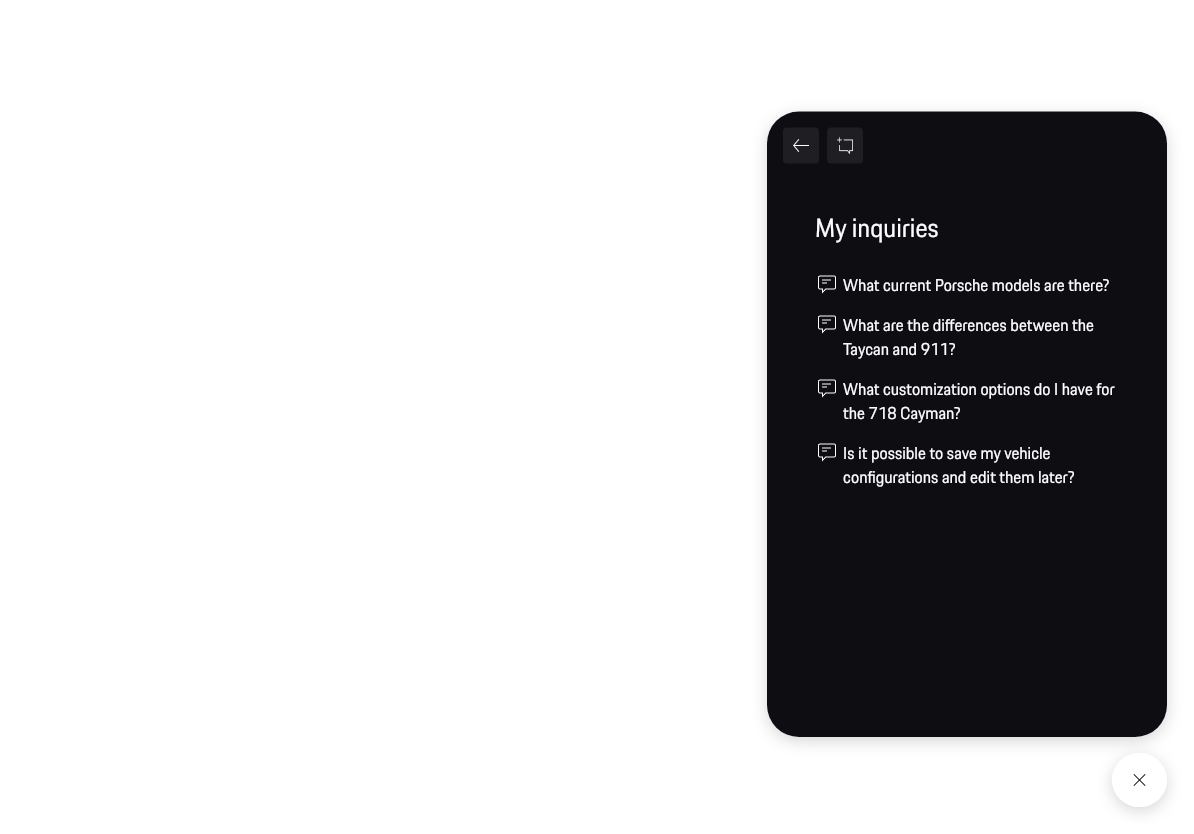 My inquiries
What current Porsche models are there?
What are the differences between the
Taycan and 911?
What customization options do I have for
the 718 Cayman?
Is it possible to save my vehicle
configurations and edit them later?